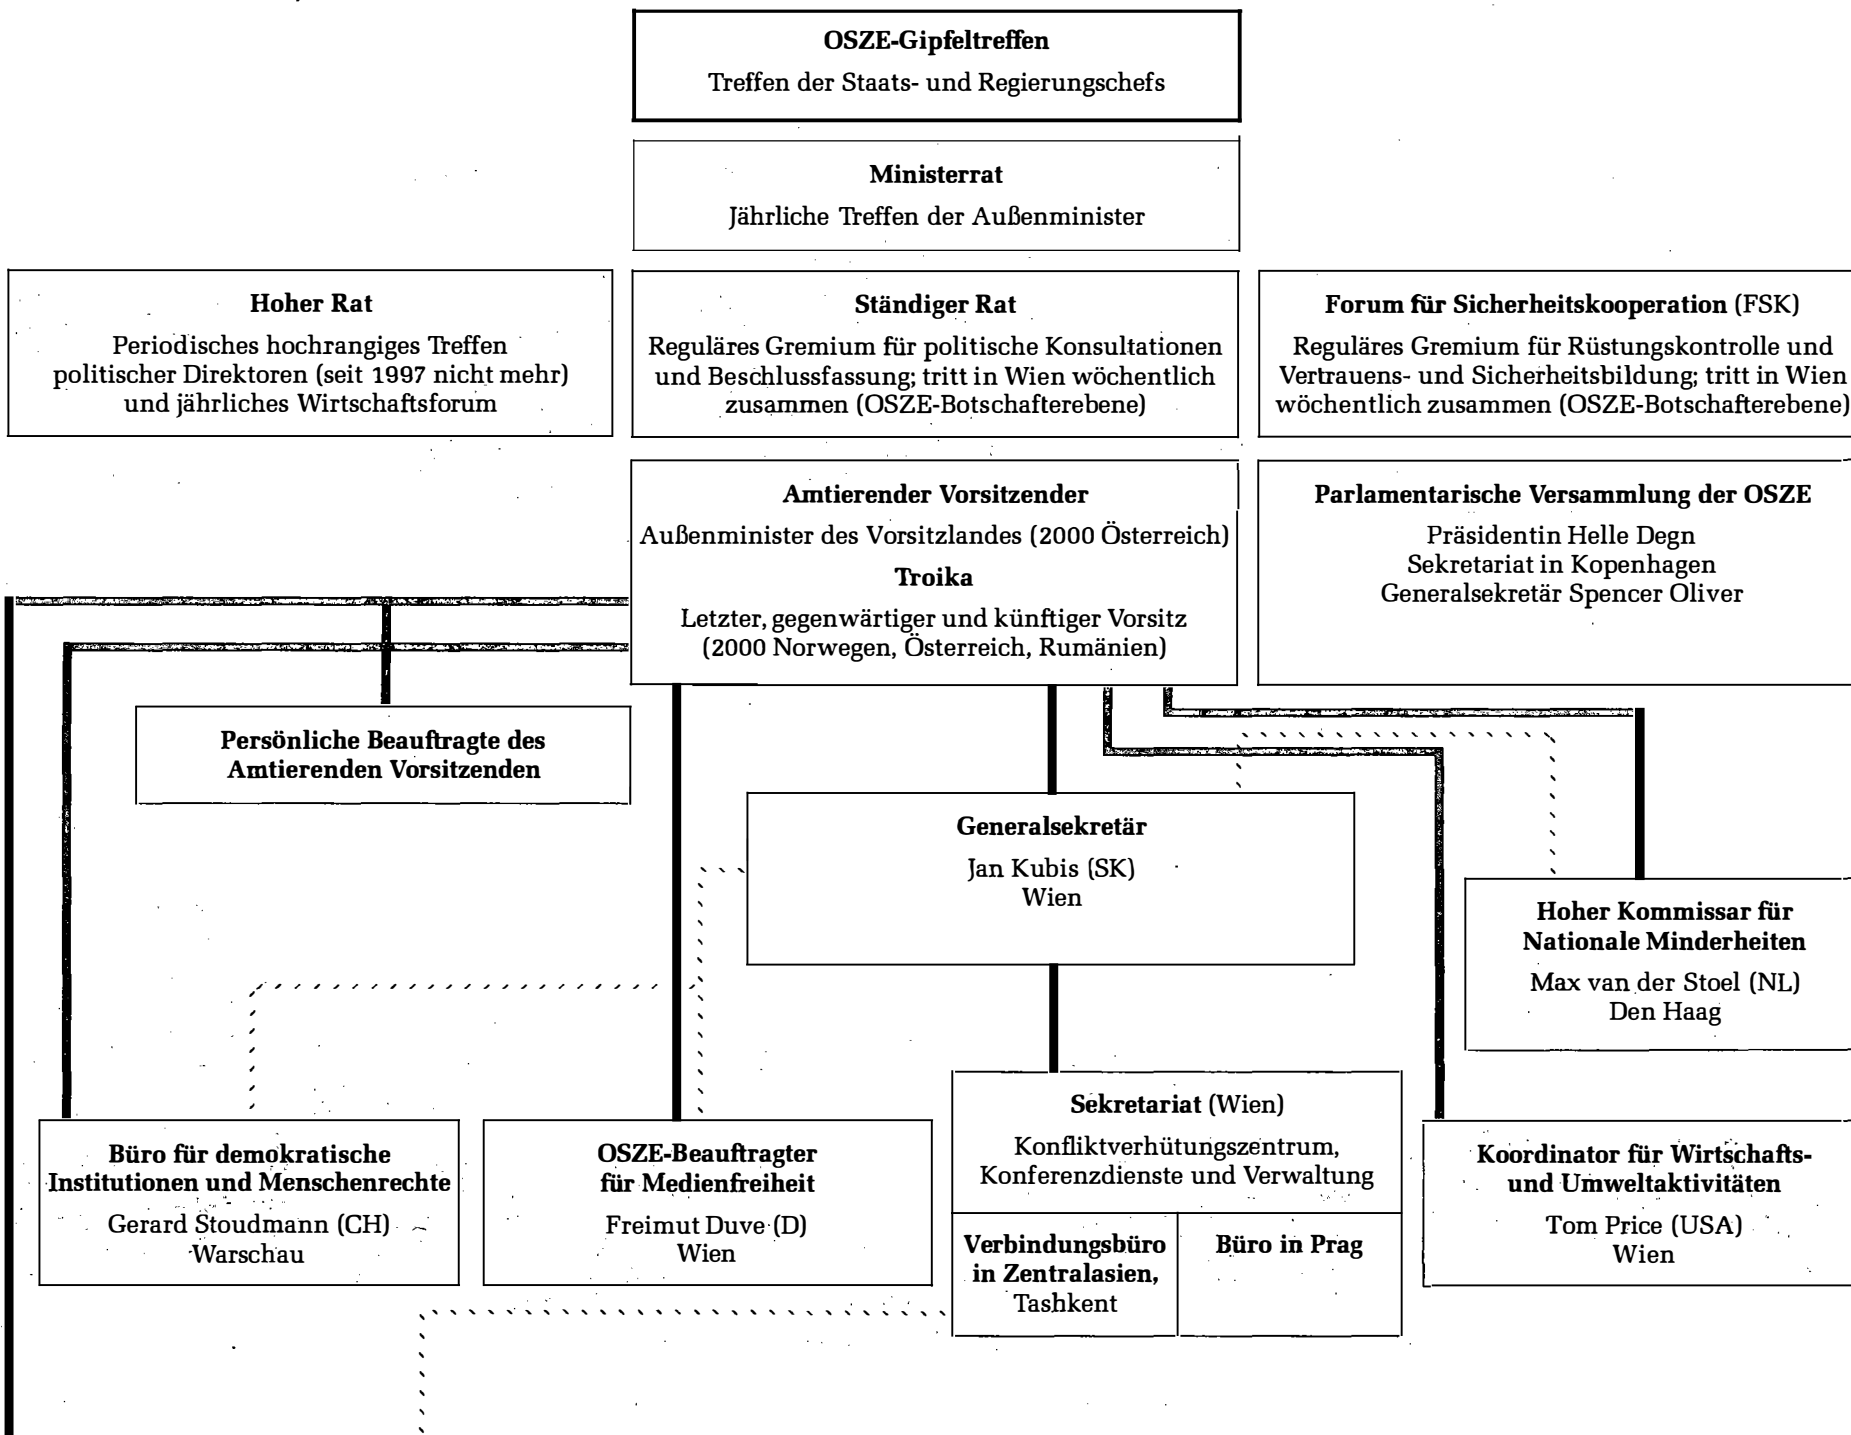 OSZE-Gipfeltreffen
Treffen der Staats- und Regierungschefs
Ministerrat
Jährliche Treffen der Außenminister
Hoher Rat
Periodisches hochrangiges Treffen
politischer Direktoren (seit 1997 nicht mehr)
und jährliches Wirtschaftsforum
Ständiger Rat
Reguläres Gremium für politische Konsultationen
und Beschlussfassung; tritt in Wien wöchentlich
zusammen (OSZE-Botschafterebene)
Forum für Sicherheitskooperation (FSK)
Reguläres Gremium für Rüstungskontrolle und
Vertrauens- und Sicherheitsbildung; tritt in Wien
wöchentlich zusammen (OSZE-Botschafterebene)
Amtierender Vorsitzender
Außenminister des Vorsitzlandes (2000 Österreich)
Troika
Letzter, gegenwärtiger und künftiger Vorsitz
(2000 Norwegen, Österreich, Rumänien)
Parlamentarische Versammlung der OSZE
Präsidentin Helle Degn
Sekretariat in Kopenhagen
Generalsekretär Spencer Oliver
Persönliche Beauftragte des
Amtierenden Vorsitzenden
Generalsekretär
Jan Kubis (SK)
Wien
Hoher Kommissar für
Nationale Minderheiten
Max van der Stoel (NL)
Den Haag
Büro für demokratische
Institutionen und Menschenrechte
Gerard Stoudmann (CH)
Warschau
OSZE-Beauftragter
für Medienfreiheit
Freimut Duve (D)
Wien
Sekretariat (Wien)
Konfliktverhütungszentrum,
Konferenzdienste und Verwaltung
Verbindungsbüro
in Zentralasien,
Tashkent
Büro in Prag
Koordinator für Wirtschafts-
und Umweltaktivitäten
Tom Price (USA)
Wien